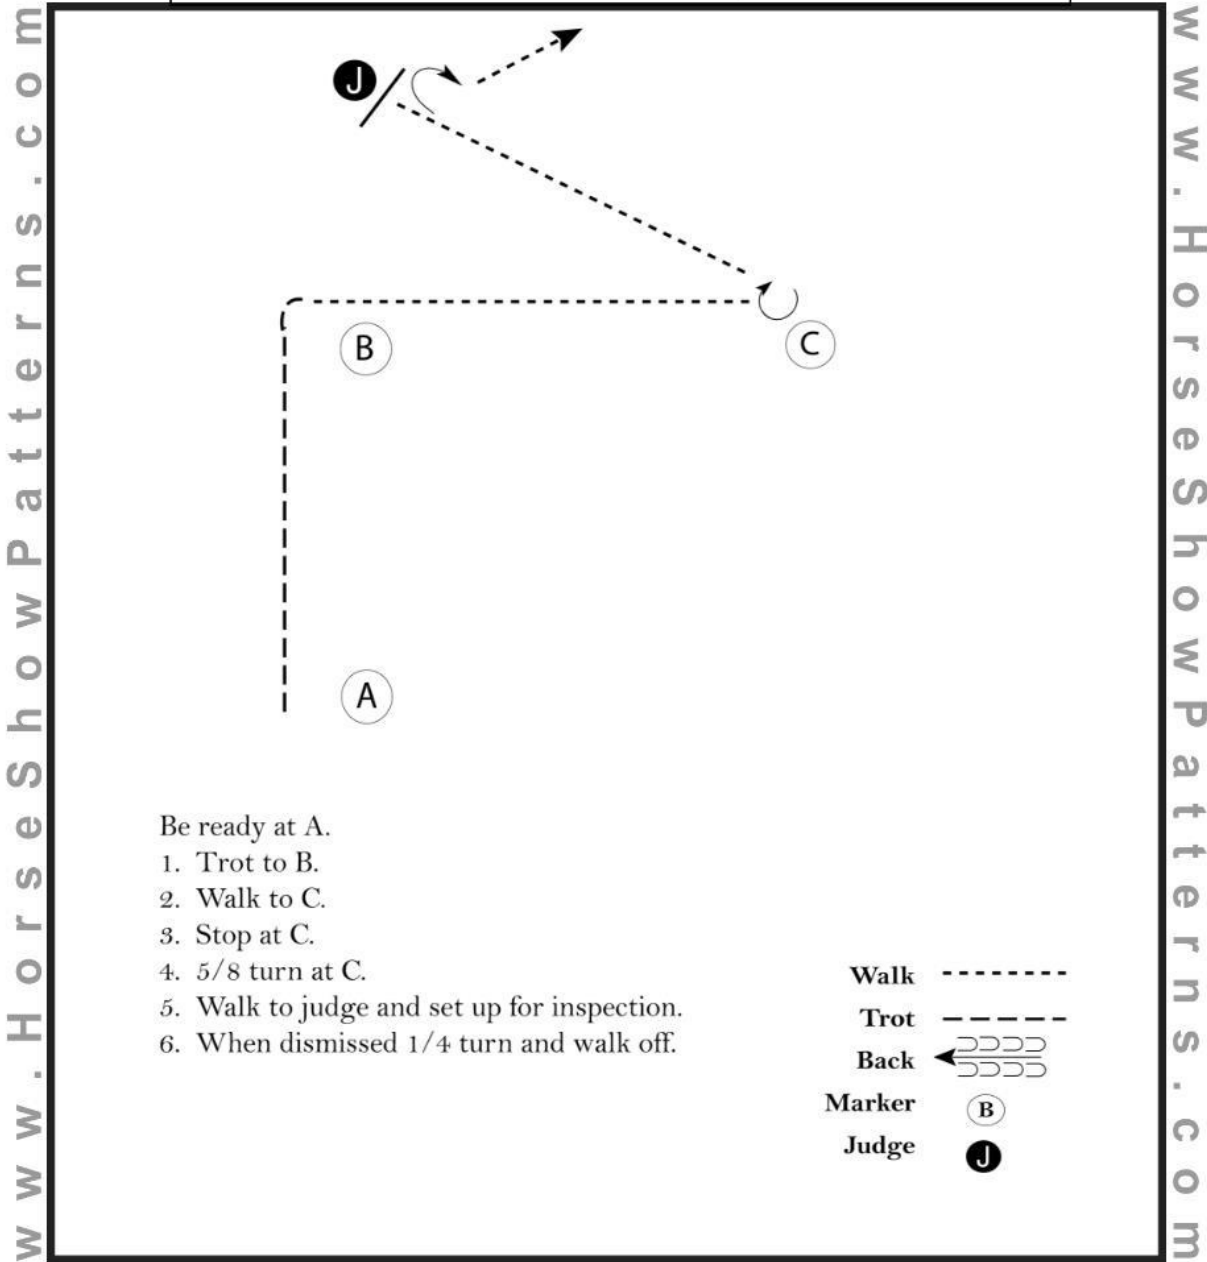 www.HorseShowPatterns.com
www.HorseShowPatterns.com
J
B
C
A
Be ready at A.
1. Trot to B.
2. Walk to C.
3. Stop at C.
4. 5/8 turn at C.
5. Walk to judge and set up for inspection.
6. When dismissed 1/4 turn and walk off.
Walk
Trot
Back
Marker B
Judge J